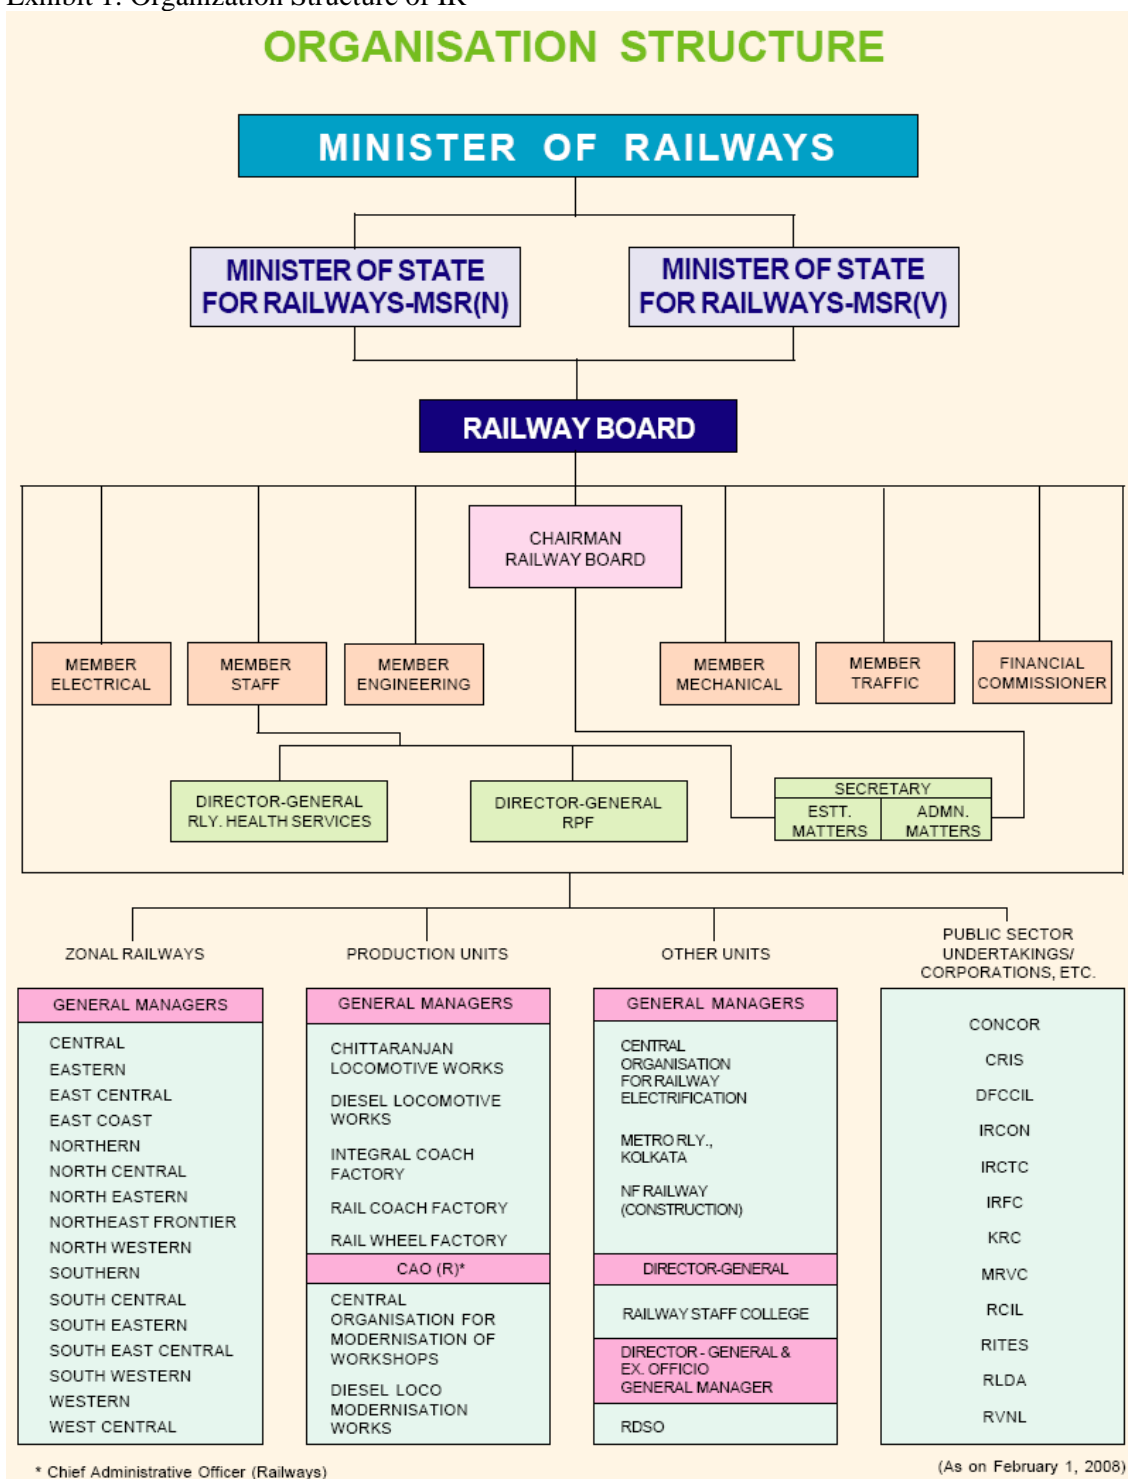 Exhibit 1: Organization Structure of IR
ORGANISATION STRUCTURE
MINISTER OF RAILWAYS
MINISTER OF STATE
FOR RAILWAYS-MSR(N)
MINISTER OF STATE
FOR RAILWAYS-MSR(V)
RAILWAY BOARD
CHAIRMAN
RAILWAY BOARD
MEMBER
ELECTRICAL
MEMBER
STAFF
MEMBER
ENGINEERING
MEMBER
MECHANICAL
MEMBER
TRAFFIC
FINANCIAL
COMMISSIONER
DIRECTOR-GENERAL
RLY. HEALTH SERVICES
DIRECTOR-GENERAL
RPF
SECRETARY
ESTT.
MATTERS
ADMN.
MATTERS
ZONAL RAILWAYS
GENERAL MANAGERS
CENTRAL
EASTERN
EAST CENTRAL
EAST COAST
NORTHERN
NORTH CENTRAL
NORTH EASTERN
NORTHEAST FRONTIER
NORTH WESTERN
SOUTHERN
SOUTH CENTRAL
SOUTH EASTERN
SOUTH EAST CENTRAL
SOUTH WESTERN
WESTERN
WEST CENTRAL
PRODUCTION UNITS
GENERAL MANAGERS
CHITTARANJAN
LOCOMOTIVE WORKS
DIESEL LOCOMOTIVE
WORKS
INTEGRAL COACH
FACTORY
RAIL COACH FACTORY
RAIL WHEEL FACTORY
CAO (R)*
CENTRAL
ORGANISATION FOR
MODERNISATION OF
WORKSHOPS
DIESEL LOCO
MODERNISATION
WORKS
OTHER UNITS
GENERAL MANAGERS
CENTRAL
ORGANISATION
FOR RAILWAY
ELECTRIFICATION
METRO RLY.,
KOLKATA
NF RAILWAY
(CONSTRUCTION)
DIRECTOR-GENERAL
RAILWAY STAFF COLLEGE
DIRECTOR - GENERAL &
EX. OFFICIO
GENERAL MANAGER
RDSO
PUBLIC SECTOR
UNDERTAKINGS/
CORPORATIONS, ETC.
CONCOR
CRIS
DFCCIL
IRCON
IRCTC
IRFC
KRC
MRVC
RCIL
RITES
RLDA
RVNL
* Chief Administrative Officer (Railways)
(As on February 1, 2008)